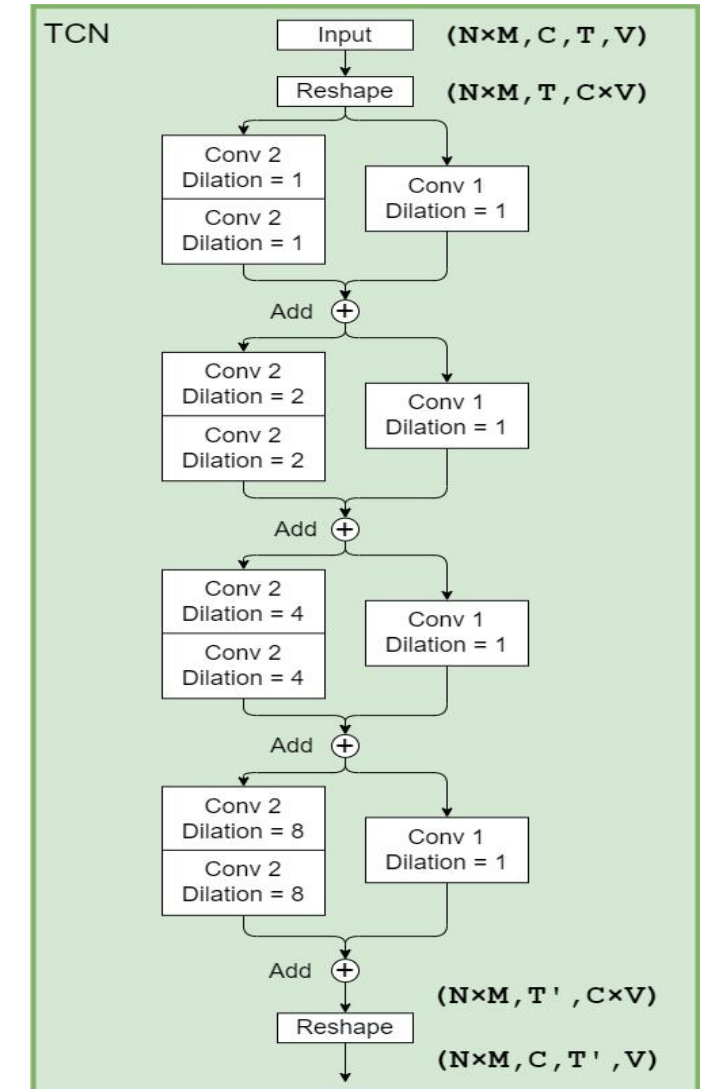 TCN
Input (N×M,C,T,V)
Reshape (N×M,T,C×V)
Conv 2
Dilation = 1
Conv 2
Dilation = 1
Conv 1
Dilation = 1
Add +
Conv 2
Dilation = 2
Conv 2
Dilation = 2
Conv 1
Dilation = 1
Add +
Conv 2
Dilation = 4
Conv 2
Dilation = 4
Conv 1
Dilation = 1
Add +
Conv 2
Dilation = 8
Conv 2
Dilation = 8
Conv 1
Dilation = 1
Add +
(N×M,T',C×V)
Reshape
(N×M,C,T',V)